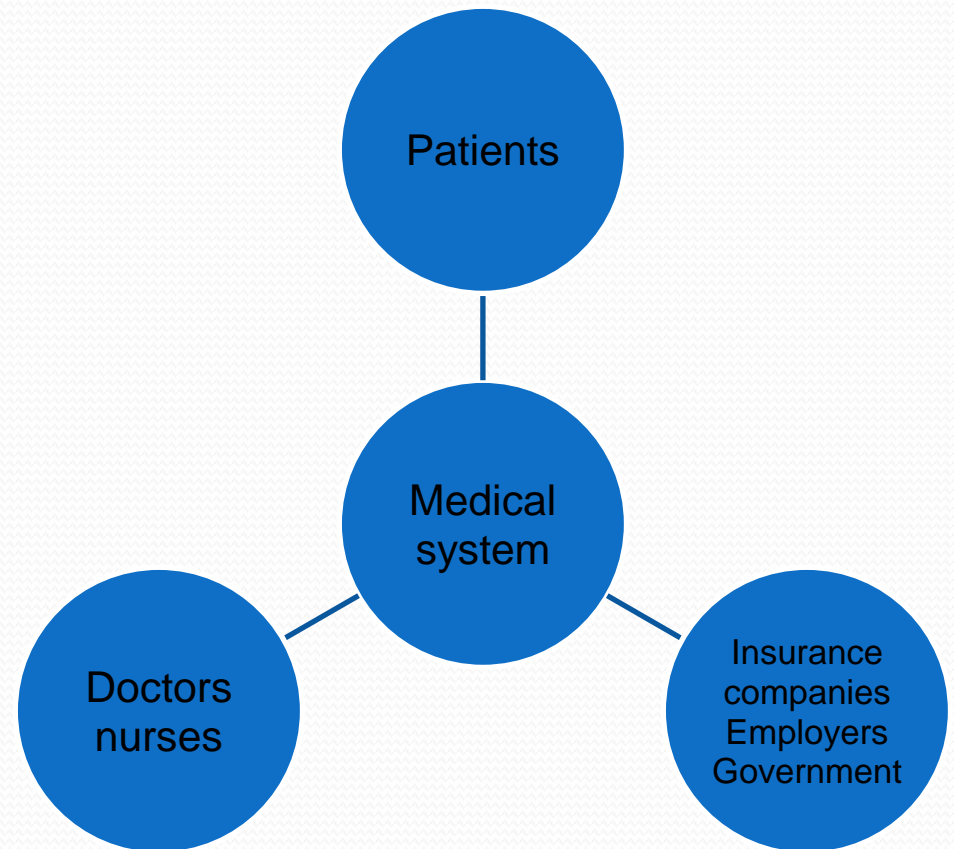 Patients
Medical
system
Doctors
nurses
Insurance
companies
Employers
Government